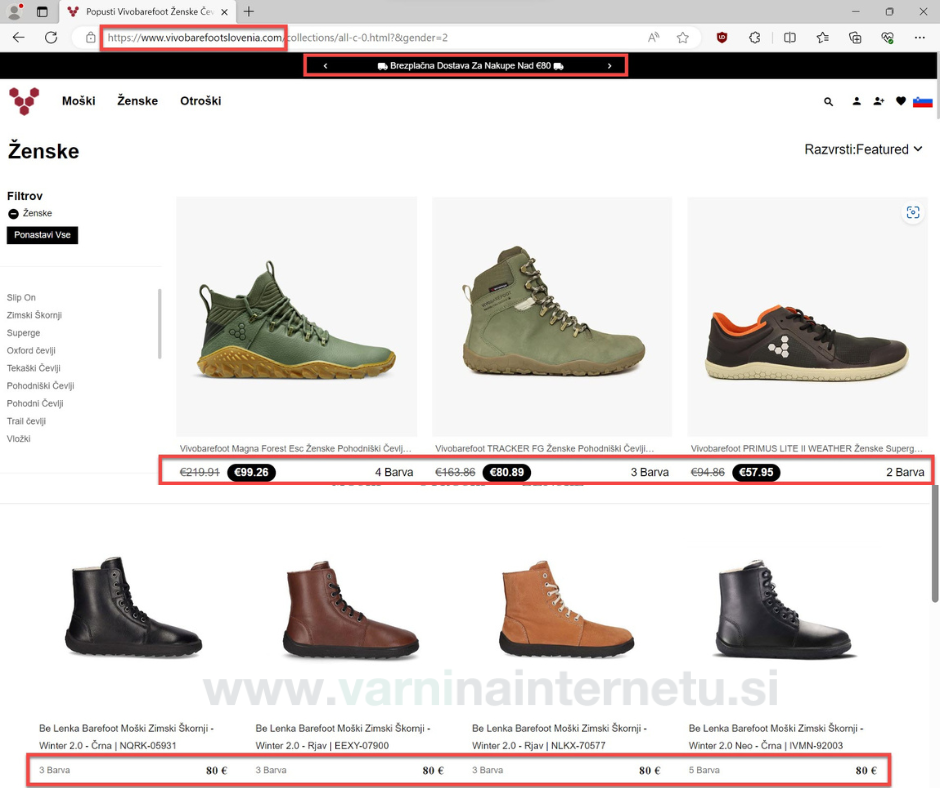 Popusti Vivobarefoot Ženske Čev
https://www.vivobarefootslovenia.com/collections/all-c-0.html?&gender=2
Brezplačna Dostava Za Nakupe Nad €80
Moški Ženske Otroški
Ženske
Razvrsti:Featured
Filtrov
Ženske
Ponastavi Vse
Slip On
Zimski Škornji
Superge
Oxford čevlji
Tekaški Čevlji
Pohodniški Čevlji
Pohodni Čevlji
Trail čevlji
Vložki
Vivobarefoot Magna Forest Esc Ženske Pohodniški Čevlj...
€219.91 €99.26 4 Barva
Vivobarefoot TRACKER FG Ženske Pohodniški Čevlji...
€163.86 €80.89 3 Barva
Vivobarefoot PRIMUS LITE II WEATHER Ženske Superg...
€94.86 €57.95 2 Barva
www.varninainternetu.si
Be Lenka Barefoot Moški Zimski Škornji -
Winter 2.0 - Črna | NQRK-05931
3 Barva 80 €
Be Lenka Barefoot Moški Zimski Škornji -
Winter 2.0 - Rjav | EEXY-07900
3 Barva 80 €
Be Lenka Barefoot Moški Zimski Škornji -
Winter 2.0 - Rjav | NLKX-70577
3 Barva 80 €
Be Lenka Barefoot Moški Zimski Škornji -
Winter 2.0 Neo - Črna | IVMN-92003
5 Barva 80 €